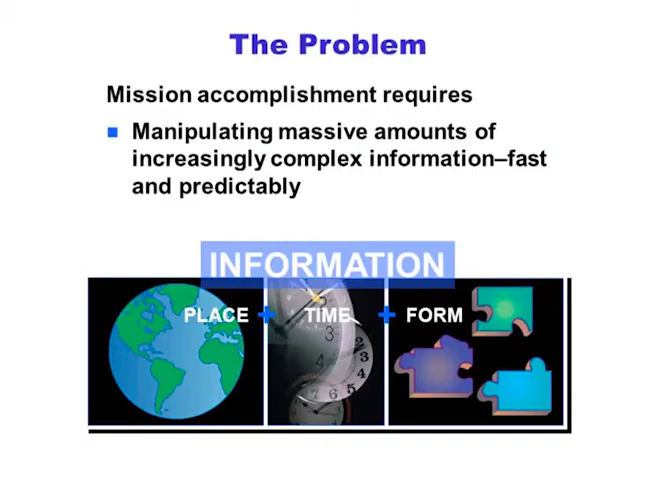 The Problem
Mission accomplishment requires
Manipulating massive amounts of
increasingly complex information–fast
and predictably
INFORMATION
PLACE + TIME + FORM